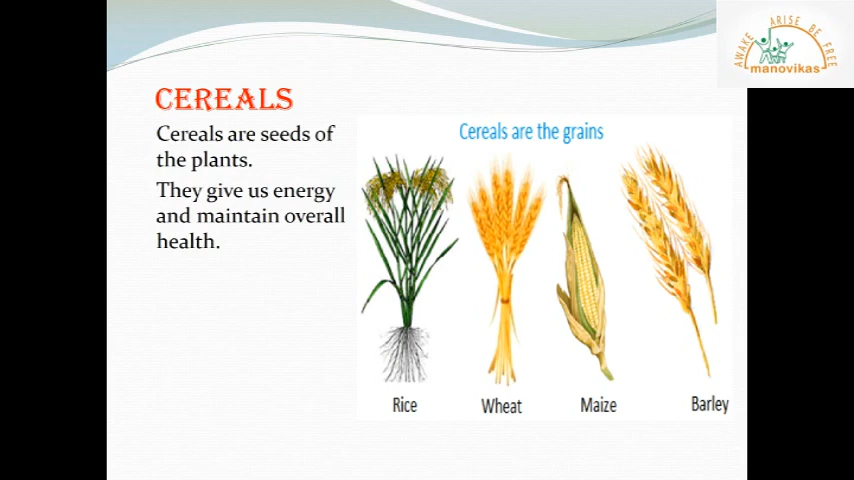 AWAKE ARISE BE FREE
manovikas
CEREALS
Cereals are seeds of
the plants.
They give us energy
and maintain overall
health.
Cereals are the grains
Rice Wheat Maize Barley